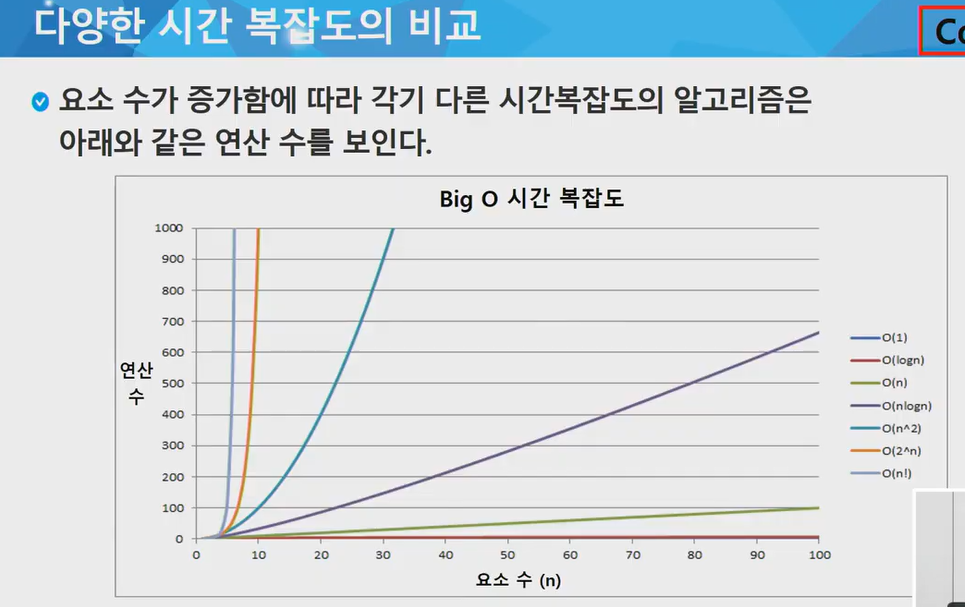 다양한 시간 복잡도의 비교
요소 수가 증가함에 따라 각기 다른 시간복잡도의 알고리즘은
아래와 같은 연산 수를 보인다.
Big O 시간 복잡도
1000
900
800
700
600
500
400
300
200
100
0
연산
수
0 10 20 30 40 50 60 70 80 90 100
요소 수 (n)
O(1)
O(logn)
O(n)
O(nlogn)
O(n^2)
O(2^n)
O(n!)